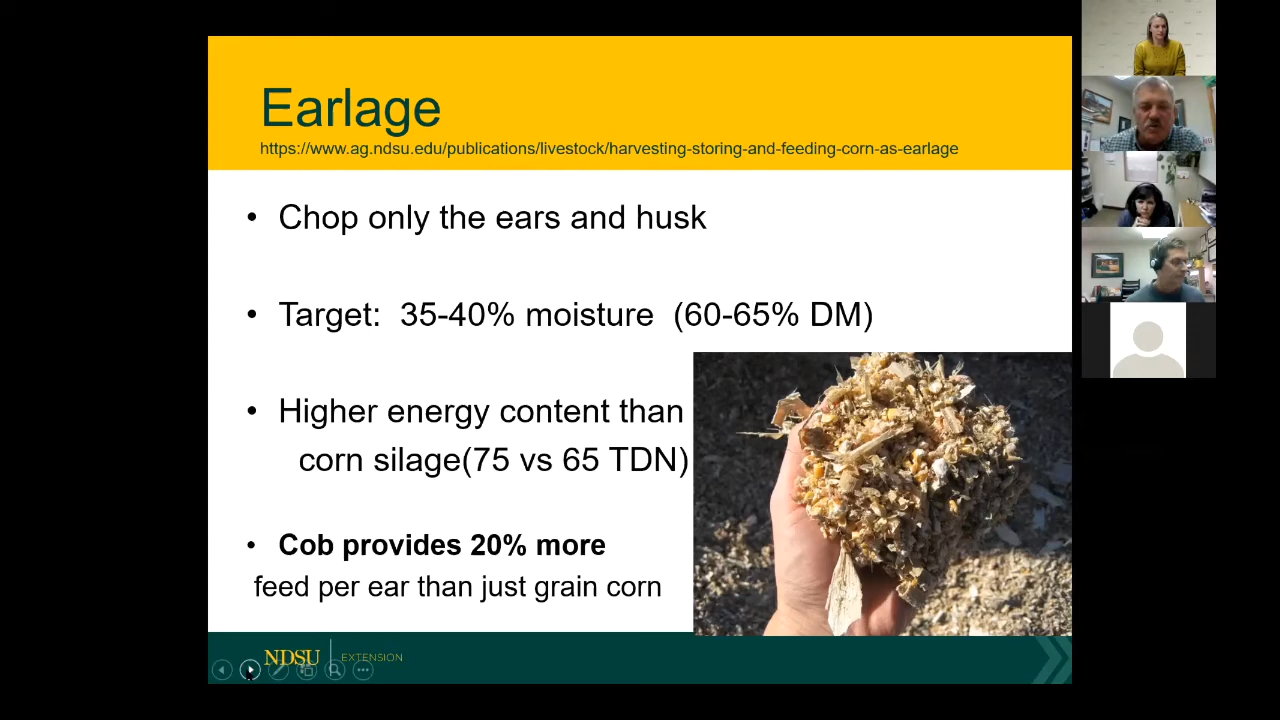 Earlage
https://www.ag.ndsu.edu/publications/livestock/harvesting-storing-and-feeding-corn-as-earlage
• Chop only the ears and husk
• Target: 35-40% moisture (60-65% DM)
• Higher energy content than
corn silage(75 vs 65 TDN)
• Cob provides 20% more
feed per ear than just grain corn
NDSU EXTENSION